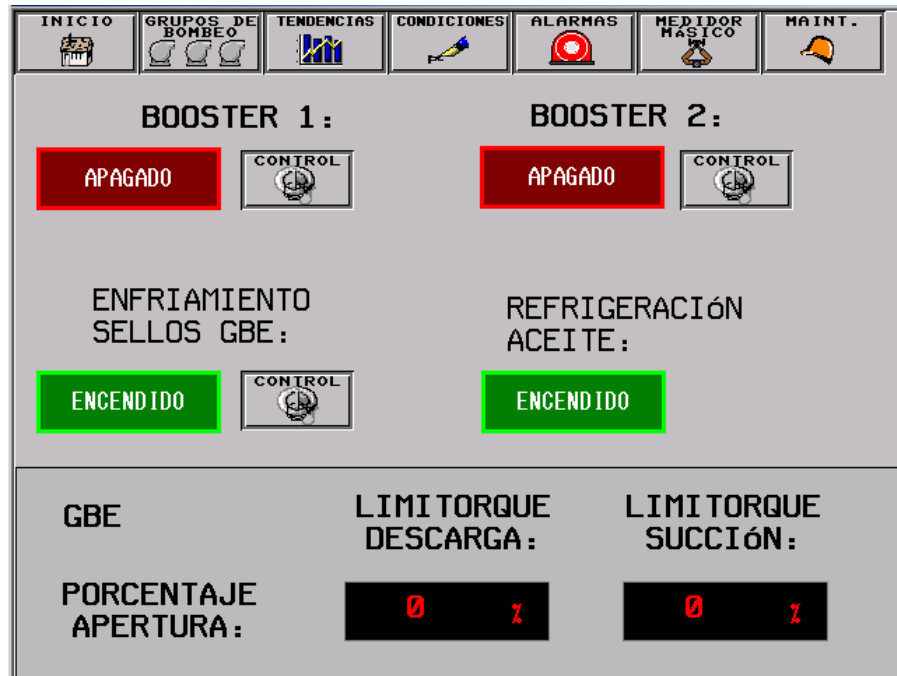 INICIO
GRUPOS DE
BOMBEO
TENDENCIAS
CONDICIONES
ALARMAS
MEDIDOR
MáSICO
MAINT.
BOOSTER 1:
BOOSTER 2:
APAGADO
CONTROL
APAGADO
CONTROL
ENFRIAMIENTO
SELLOS GBE:
REFRIGERACIóN
ACEITE:
ENCENDIDO
CONTROL
ENCENDIDO
GBE
LIMITORQUE
DESCARGA:
LIMITORQUE
SUCCIóN:
PORCENTAJE
APERTURA:
0 %
0 %